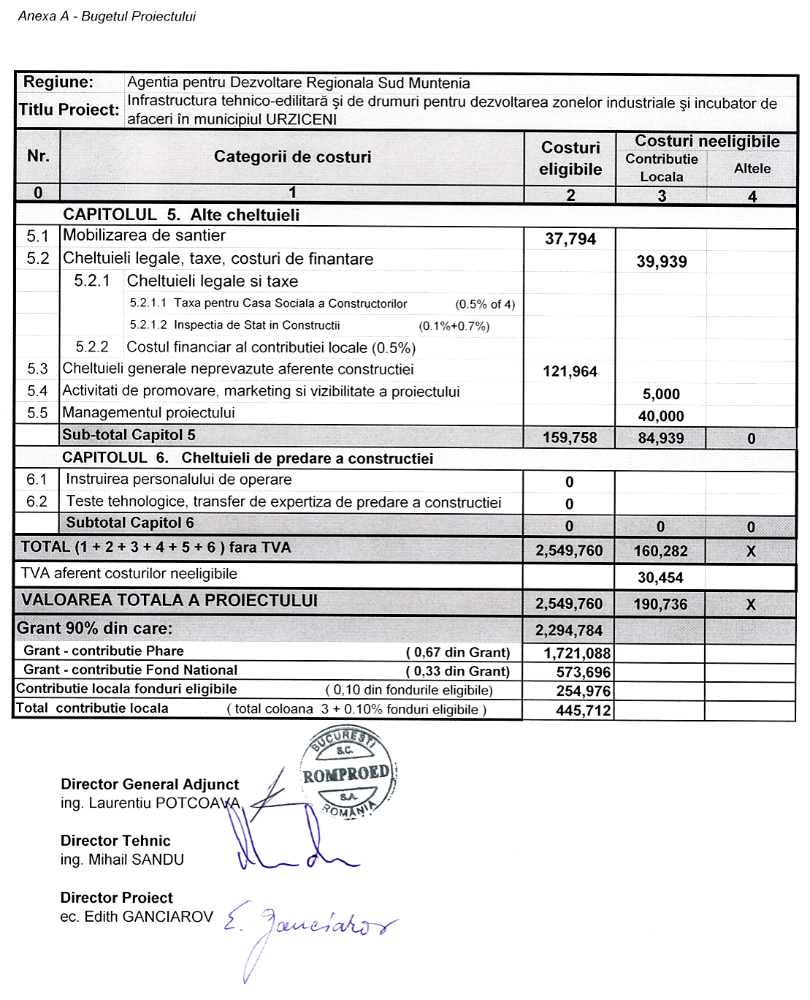 Anexa A - Bugetul Proiectului
Regiune: Agentia pentru Dezvoltare Regionala Sud Muntenia
Titlu Proiect: Infrastructura tehnico-edilitară şi de drumuri pentru dezvoltarea zonelor industriale şi incubator de
afaceri în municipiul URZICENI
Nr. Categorii de costuri Costuri eligibile Costuri neeligibile
Contributie Locala Altele
0 1 2 3 4
CAPITOLUL 5. Alte cheltuieli
5.1 Mobilizarea de santier 37,794
5.2 Cheltuieli legale, taxe, costuri de finantare 39,939
5.2.1 Cheltuieli legale si taxe
5.2.1.1 Taxa pentru Casa Sociala a Constructorilor (0.5% of 4)
5.2.1.2 Inspectia de Stat in Constructii (0.1%+0.7%)
5.2.2 Costul financiar al contributiei locale (0.5%)
5.3 Cheltuieli generale neprevazute aferente constructiei 121,964
5.4 Activitati de promovare, marketing si vizibilitate a proiectului 5,000
5.5 Managementul proiectului 40,000
Sub-total Capitol 5 159,758 84,939 0
CAPITOLUL 6. Cheltuieli de predare a constructiei
6.1 Instruirea personalului de operare 0
6.2 Teste tehnologice, transfer de expertiza de predare a constructiei 0
Subtotal Capitol 6 0 0 0
TOTAL (1 + 2 + 3 + 4 + 5 + 6 ) fara TVA 2,549,760 160,282 X
TVA aferent costurilor neeligibile 30,454
VALOAREA TOTALA A PROIECTULUI 2,549,760 190,736 X
Grant 90% din care: 2,294,784
Grant - contributie Phare ( 0,67 din Grant) 1,721,088
Grant - contributie Fond National ( 0,33 din Grant) 573,696
Contributie locala fonduri eligibile ( 0,10 din fondurile eligibile) 254,976
Total contributie locala ( total coloana 3 + 0.10% fonduri eligibile ) 445,712
BUCUREŞTI
S.C.
ROMPROED
S.A.
ROMÂNIA
Director General Adjunct
ing. Laurentiu POTCOAVA
Director Tehnic
ing. Mihail SANDU
Director Proiect
ec. Edith GANCIAROV
E. Ganciarov